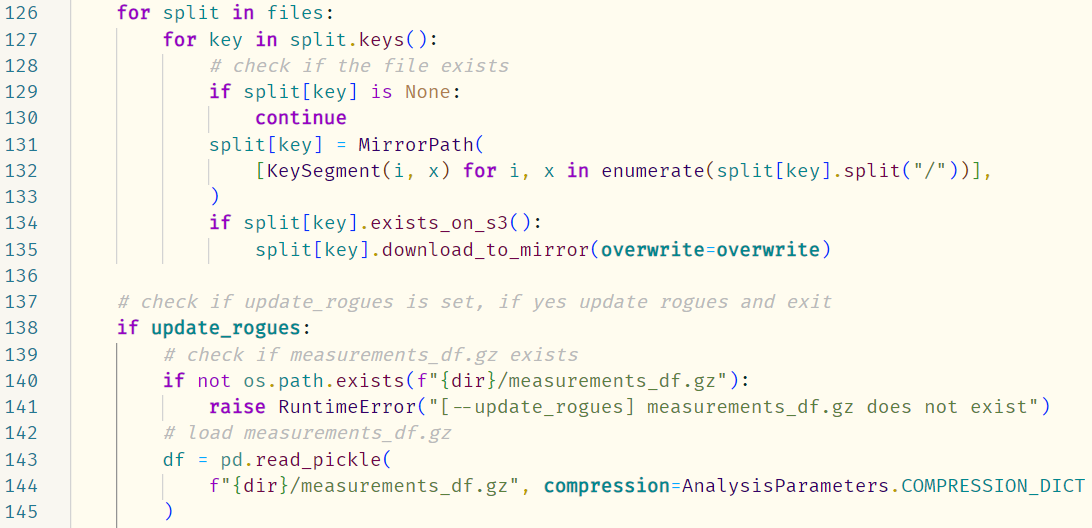 126 for split in files:
127 for key in split.keys():
128 # check if the file exists
129 if split[key] is None:
130 continue
131 split[key] = MirrorPath(
132 [KeySegment(i, x) for i, x in enumerate(split[key].split("/"))],
133 )
134 if split[key].exists_on_s3():
135 split[key].download_to_mirror(overwrite=overwrite)
136
137 # check if update_rogues is set, if yes update rogues and exit
138 if update_rogues:
139 # check if measurements_df.gz exists
140 if not os.path.exists(f"{dir}/measurements_df.gz"):
141 raise RuntimeError("[--update_rogues] measurements_df.gz does not exist")
142 # load measurements_df.gz
143 df = pd.read_pickle(
144 f"{dir}/measurements_df.gz", compression=AnalysisParameters.COMPRESSION_DICT
145 )